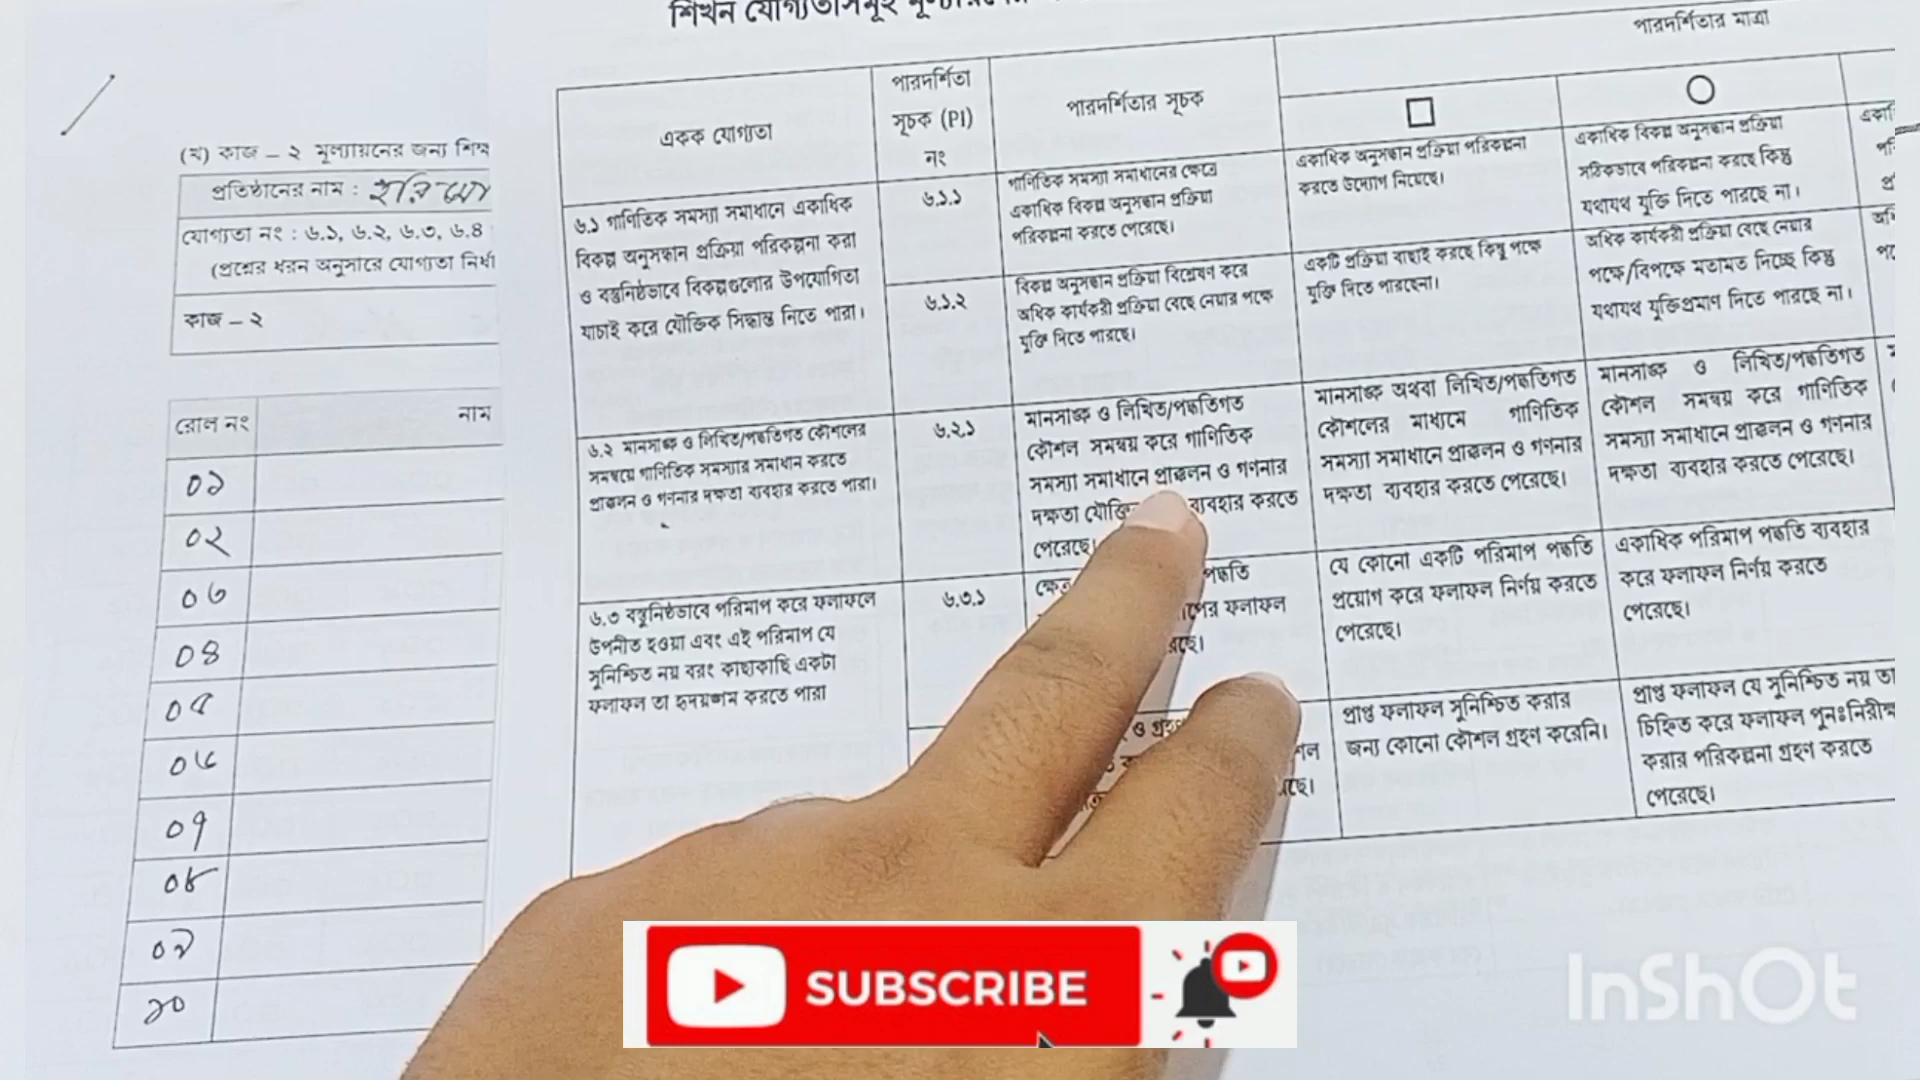 শিখন যোগ্যতাসমূহ
(খ) কাজ – ২ মূল্যায়নের জন্য
প্রতিষ্ঠানের নাম :
যোগ্যতা নং : ৬.১, ৬.২, ৬.৩, ৬.৪
(প্রশ্নের ধরন অনুসারে যোগ্যতা
কাজ – ২
রোল নং নাম
০১
০২
০৩
০৪
০৫
০৬
০৭
০৮
০৯
১০
একক যোগ্যতা
পারদর্শিতা
সূচক (PI)
নং
পারদর্শিতার সূচক
পারদর্শিতার মাত্রা
৬.১ গাণিতিক সমস্যা সমাধানে একাধিক
বিকল্প অনুসন্ধান প্রক্রিয়া পরিকল্পনা করা
ও বস্তুনিষ্ঠভাবে বিকল্পগুলোর উপযোগিতা
যাচাই করে যৌক্তিক সিদ্ধান্ত নিতে পারা।
৬.১.১
গাণিতিক সমস্যা সমাধানের ক্ষেত্রে
একাধিক বিকল্প অনুসন্ধান প্রক্রিয়া
পরিকল্পনা করতে পেরেছে।
একাধিক অনুসন্ধান প্রক্রিয়া পরিকল্পনা
করতে উদ্যোগ নিয়েছে।
একাধিক বিকল্প অনুসন্ধান প্রক্রিয়া
সঠিকভাবে পরিকল্পনা করছে কিন্তু
যথাযথ যুক্তি দিতে পারছে না।
৬.১.২
বিকল্প অনুসন্ধান প্রক্রিয়া বিশ্লেষণ করে
অধিক কার্যকরী প্রক্রিয়া বেছে নেয়ার পক্ষে
যুক্তি দিতে পারছে।
একটি প্রক্রিয়া বাছাই করছে কিন্তু পক্ষে
যুক্তি দিতে পারছেনা।
অধিক কার্যকরী প্রক্রিয়া বেছে নেয়ার
পক্ষে/বিপক্ষে মতামত দিচ্ছে কিন্তু
যথাযথ যুক্তিপ্রমাণ দিতে পারছে না।
৬.২ মানসাঙ্ক ও লিখিত/পদ্ধতিগত কৌশলের
সমন্বয়ে গাণিতিক সমস্যার সমাধান করতে
প্রাক্কলন ও গণনার দক্ষতা ব্যবহার করতে পারা।
৬.২.১
মানসাঙ্ক ও লিখিত/পদ্ধতিগত
কৌশল সমন্বয় করে গাণিতিক
সমস্যা সমাধানে প্রাক্কলন ও গণনার
দক্ষতা ব্যবহার করতে
পেরেছে।
মানসাঙ্ক অথবা লিখিত/পদ্ধতিগত
কৌশলের মাধ্যমে গাণিতিক
সমস্যা সমাধানে প্রাক্কলন ও গণনার
দক্ষতা ব্যবহার করতে পেরেছে।
মানসাঙ্ক ও লিখিত/পদ্ধতিগত
কৌশল সমন্বয় করে গাণিতিক
সমস্যা সমাধানে প্রাক্কলন ও গণনার
দক্ষতা ব্যবহার করতে পেরেছে।
৬.৩ বস্তুনিষ্ঠভাবে পরিমাপ করে ফলাফলে
উপনীত হওয়া এবং এই পরিমাপ যে
সুনিশ্চিত নয় বরং কাছাকাছি একটা
ফলাফল তা হৃদয়ঙ্গম করতে পারা
৬.৩.১
পদ্ধতি
ফলাফল
যে কোনো একটি পরিমাপ পদ্ধতি
প্রয়োগ করে ফলাফল নির্ণয় করতে
পেরেছে।
একাধিক পরিমাপ পদ্ধতি ব্যবহার
করে ফলাফল নির্ণয় করতে
পেরেছে।
প্রাপ্ত ফলাফল সুনিশ্চিত করার
জন্য কোনো কৌশল গ্রহণ করেনি।
প্রাপ্ত ফলাফল যে সুনিশ্চিত নয় তা
চিহ্নিত করে ফলাফল
করার পরিকল্পনা গ্রহণ করতে
পেরেছে।
SUBSCRIBE
InShOt